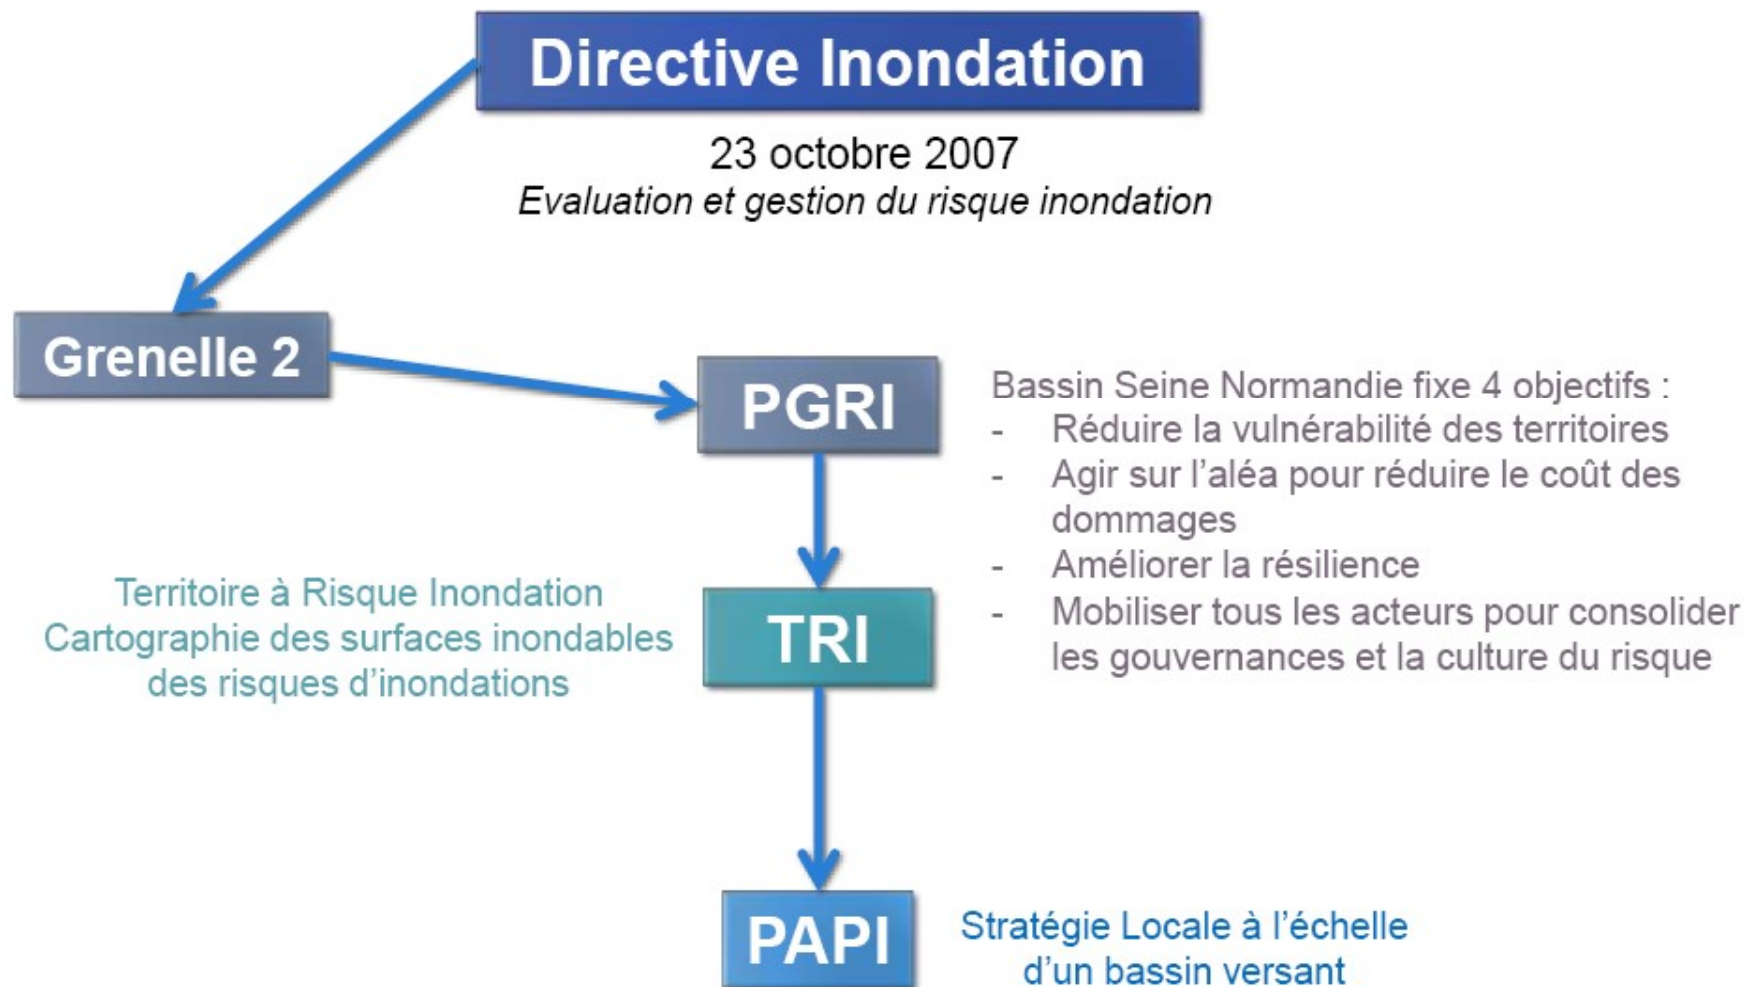 Directive Inondation
23 octobre 2007
Evaluation et gestion du risque inondation
Grenelle 2
PGRI
Bassin Seine Normandie fixe 4 objectifs :
- Réduire la vulnérabilité des territoires
- Agir sur l’aléa pour réduire le coût des
dommages
- Améliorer la résilience
- Mobiliser tous les acteurs pour consolider
les gouvernances et la culture du risque
Territoire à Risque Inondation
Cartographie des surfaces inondables
des risques d’inondations
TRI
PAPI
Stratégie Locale à l’échelle
d’un bassin versant